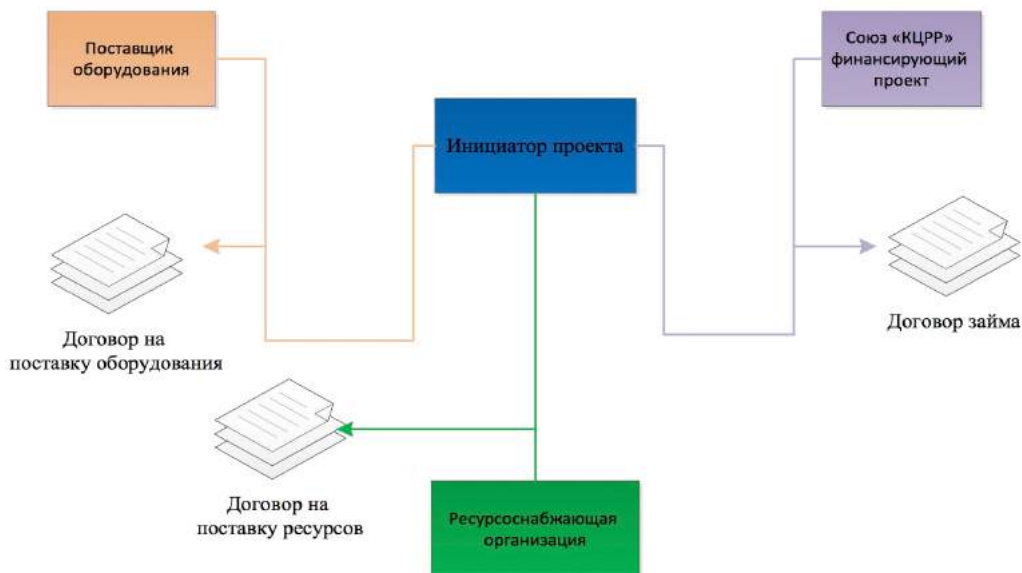 Поставщик
оборудования
Союз «КЦРР»
финансирующий
проект
Инициатор проекта
Договор на
поставку оборудования
Договор займа
Договор на
поставку ресурсов
Ресурсоснабжающая
организация